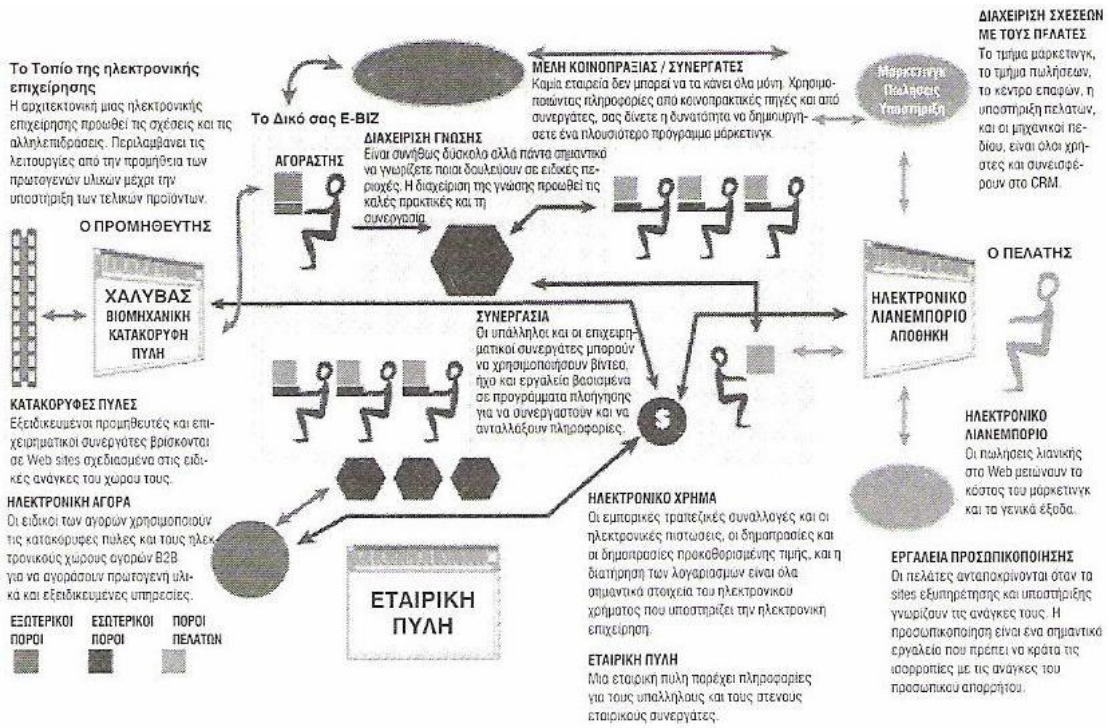 Το Τοπίο της ηλεκτρονικής
επιχείρησης
Η αρχιτεκτονική μιας ηλεκτρονικής
επιχείρησης προωθεί τις σχέσεις και τις
αλληλεπιδράσεις. Περιλαμβάνει τις
λειτουργίες από την προμήθεια των
πρωτογενών υλικών μέχρι την
υποστήριξη των τελικών προϊόντων.
Ο ΠΡΟΜΗΘΕΥΤΗΣ
ΧΑΛΥΒΑΣ
ΒΙΟΜΗΧΑΝΙΚΗ
ΚΑΤΑΚΟΡΥΦΗ
ΠΥΛΗ
ΚΑΤΑΚΟΡΥΦΕΣ ΠΥΛΕΣ
Εξειδικευμένοι προμηθευτές και επι-
χειρηματικοί συνεργάτες βρίσκονται
σε Web sites σχεδιασμένα στις ειδι-
κές ανάγκες του χώρου τους.
ΗΛΕΚΤΡΟΝΙΚΗ ΑΓΟΡΑ
Οι ειδικοί των αγορών χρησιμοποιούν
τις κατακόρυφες πύλες και τους ηλεκ-
τρονικούς χώρους αγορών B2B
για να αγοράσουν πρωτογενή υλι-
κά και εξειδικευμένες υπηρεσίες.
ΕΞΩΤΕΡΙΚΟΙ ΠΟΡΟΙ
ΕΣΩΤΕΡΙΚΟΙ ΠΟΡΟΙ
ΠΟΡΟΙ ΠΕΛΑΤΩΝ
Το Δικό σας E-BIZ
ΑΓΟΡΑΣΤΗΣ
ΔΙΑΧΕΙΡΙΣΗ ΓΝΩΣΗΣ
Είναι συνήθως δύσκολο αλλά πάντα σημαντικό
να γνωρίζετε ποιοι δουλεύουν σε ειδικές πε-
ριοχές. Η διαχείριση της γνώσης προωθεί τις
καλές πρακτικές και τη
συνεργασία.
ΜΕΛΗ ΚΟΙΝΟΠΡΑΞΙΑΣ / ΣΥΝΕΡΓΑΤΕΣ
Καμία εταιρεία δεν μπορεί να τα κάνει όλα μόνη. Χρησιμο-
ποιώντας πληροφορίες από κοινοπρακτικές πηγές και από
συνεργάτες, σας δίνετε η δυνατότητα να δημιουργή-
σετε ένα πλουσιότερο πρόγραμμα μάρκετινγκ.
ΣΥΝΕΡΓΑΣΙΑ
Οι υπάλληλοι και οι επιχειρη-
ματικοί συνεργάτες μπορούν
να χρησιμοποιήσουν βίντεο,
ήχο και εργαλεία βασισμένα
σε προγράμματα πλοήγησης
για να συνεργαστούν και να
ανταλλάξουν πληροφορίες.
$
ΕΤΑΙΡΙΚΗ
ΠΥΛΗ
ΗΛΕΚΤΡΟΝΙΚΟ ΧΡΗΜΑ
Οι εμπορικές τραπεζικές συναλλαγές και οι
ηλεκτρονικές πιστώσεις, οι δημοπρασίες και
οι δημοπρασίες προκαθορισμένης τιμής, και η
διατήρηση των λογαριασμών είναι όλα
σημαντικά στοιχεία του ηλεκτρονικού
χρήματος που υποστηρίζει την ηλεκτρονική
επιχείρηση.
ΕΤΑΙΡΙΚΗ ΠΥΛΗ
Μια εταιρική πύλη παρέχει πληροφορίες
για τους υπαλλήλους και τους στενούς
εταιρικούς συνεργάτες.
ΔΙΑΧΕΙΡΙΣΗ ΣΧΕΣΕΩΝ
ΜΕ ΤΟΥΣ ΠΕΛΑΤΕΣ
Το τμήμα μάρκετινγκ,
το τμήμα πωλήσεων,
το κέντρο επαφών, η
υποστήριξη πελατών,
και οι μηχανικοί πε-
δίου, είναι όλοι χρή-
στες και συνεισφέ-
ρουν στο CRM.
Μάρκετινγκ
Πωλήσεις
Υποστήριξη
Ο ΠΕΛΑΤΗΣ
ΗΛΕΚΤΡΟΝΙΚΟ
ΛΙΑΝΕΜΠΟΡΙΟ
ΑΠΟΘΗΚΗ
ΗΛΕΚΤΡΟΝΙΚΟ
ΛΙΑΝΕΜΠΟΡΙΟ
Οι πωλήσεις λιανικής
στο Web μειώνουν το
κόστος του μάρκετινγκ
και τα γενικά έξοδα.
ΕΡΓΑΛΕΙΑ ΠΡΟΣΩΠΙΚΟΠΟΙΗΣΗΣ
Οι πελάτες ανταποκρίνονται όταν τα
sites εξυπηρέτησης και υποστήριξης
γνωρίζουν τις ανάγκες τους. Η
προσωπικοποίηση είναι ένα σημαντικό
εργαλείο που πρέπει να κρατά τις
ισορροπίες με τις ανάγκες του
προσωπικού απορρήτου.